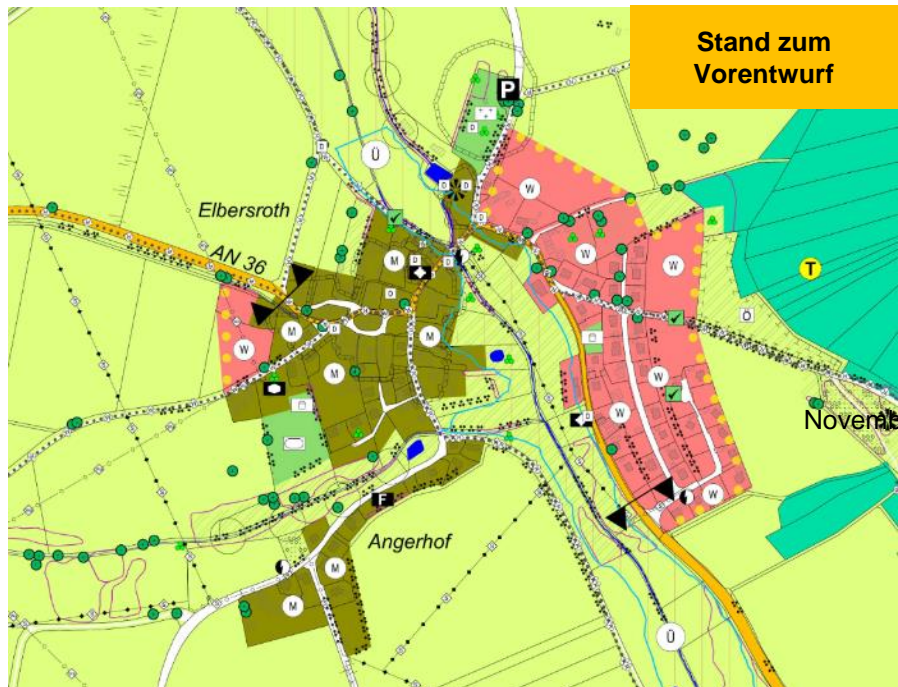 Stand zum
Vorentwurf
P
Ü
W
Elbersroth
AN 36
M
W
W
T
Ö
M
M
W
M
W
W
Novemb
W
W
F
Angerhof
M
M
Ü